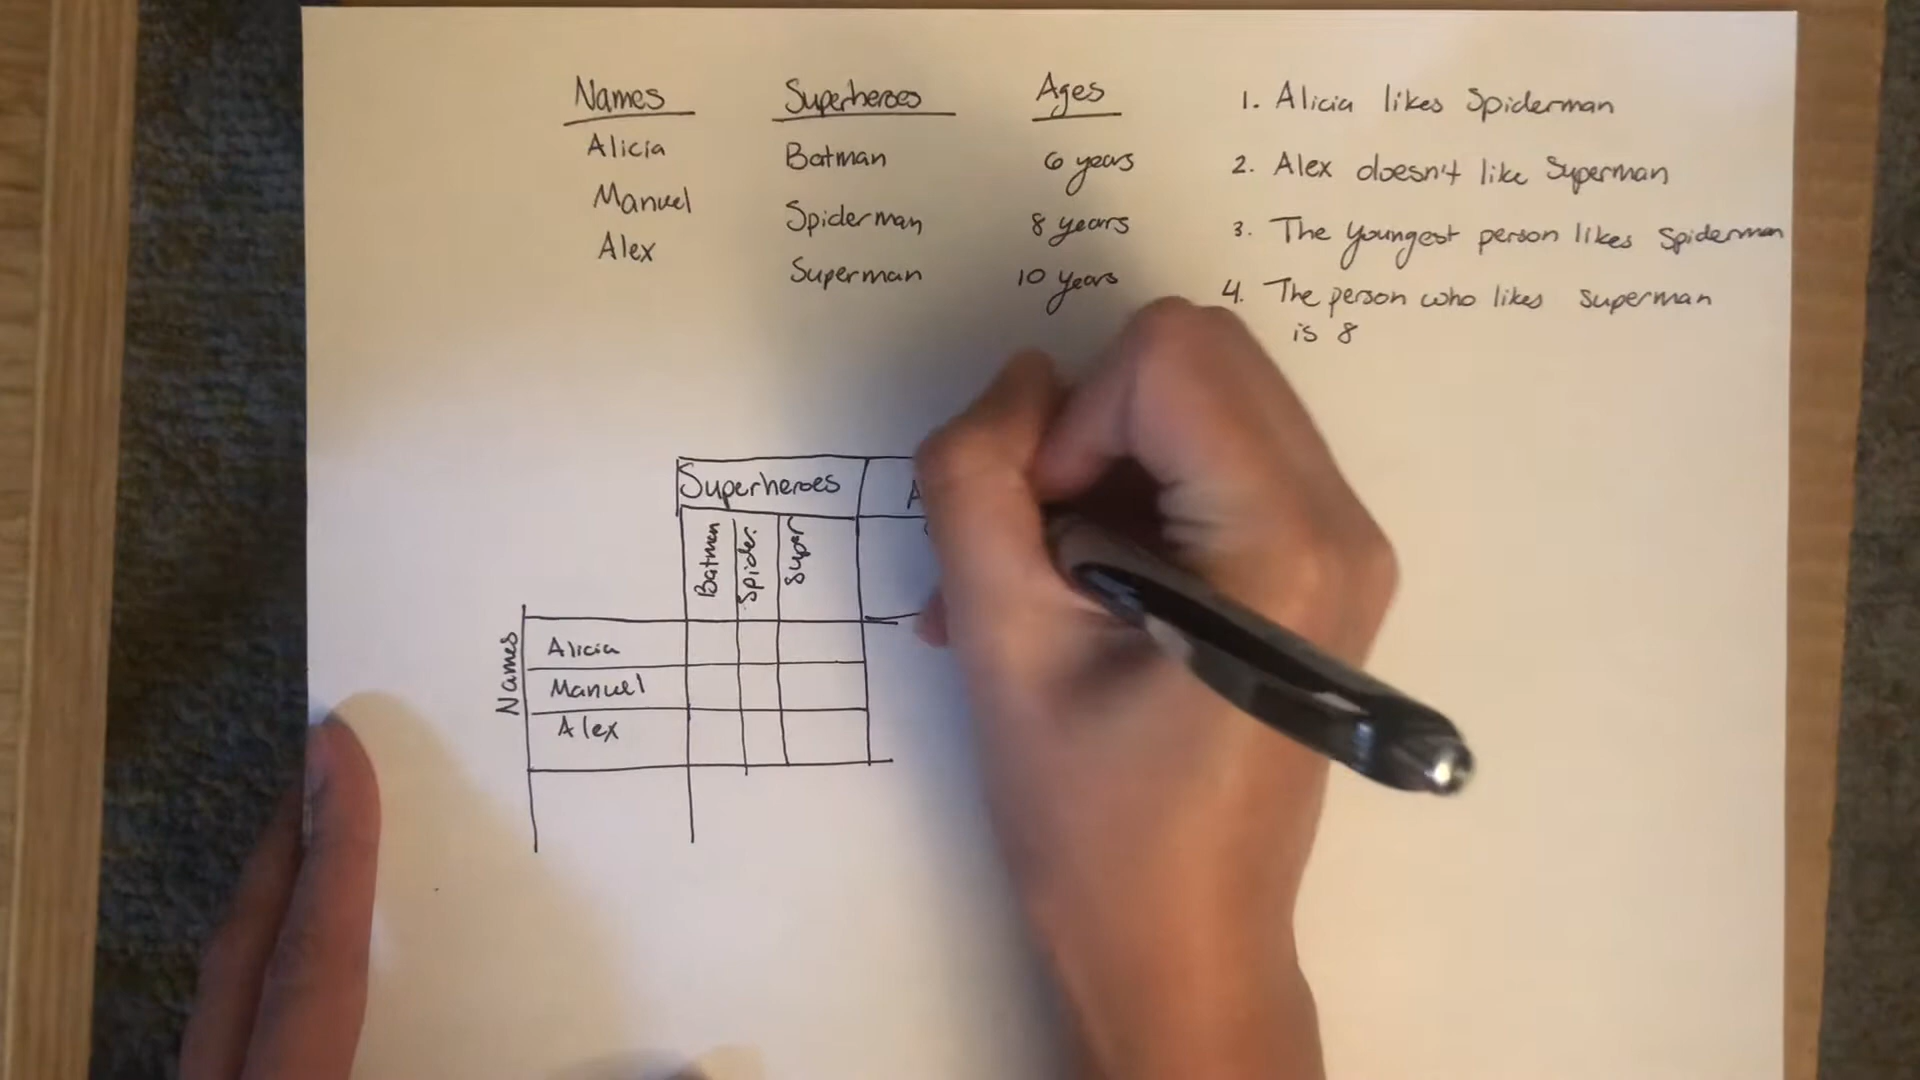 Names Superheroes Ages
Alicia Batman 6 years
Manuel Spiderman 8 years
Alex Superman 10 years
1. Alicia likes Spiderman
2. Alex doesn't like Superman
3. The youngest person likes Spiderman
4. The person who likes superman
is 8
Superheroes
Batman Spider. Super
Names
Alicia
Manuel
Alex